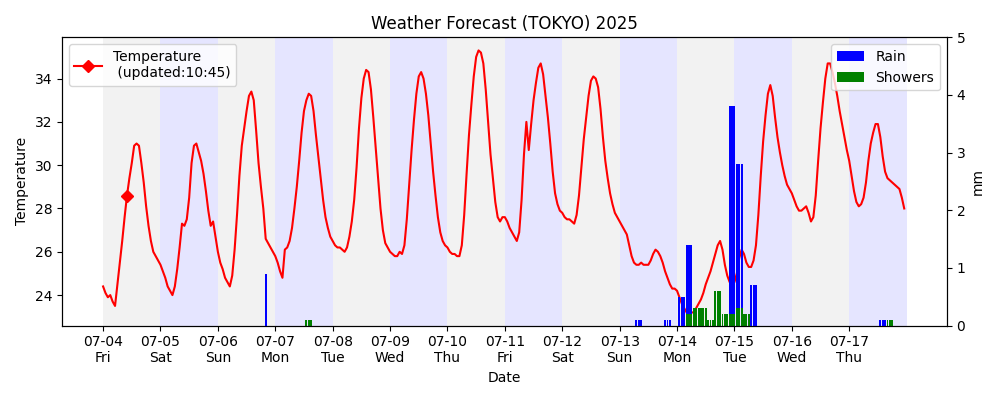 Weather Forecast (TOKYO) 2025
Temperature
(updated:10:45)
Rain
Showers
Temperature
34
32
30
28
26
24
5
4
3
2
1
0
mm
07-04 07-05 07-06 07-07 07-08 07-09 07-10 07-11 07-12 07-13 07-14 07-15 07-16 07-17
Fri Sat Sun Mon Tue Wed Thu Fri Sat Sun Mon Tue Wed Thu
Date